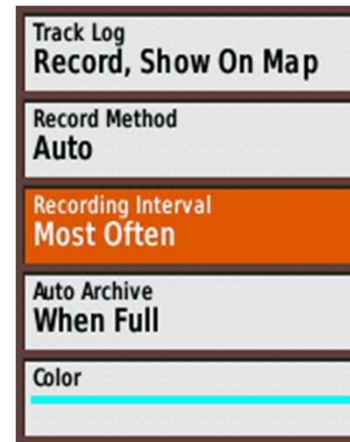 Track Log
Record, Show On Map
Record Method
Auto
Recording Interval
Most Often
Auto Archive
When Full
Color